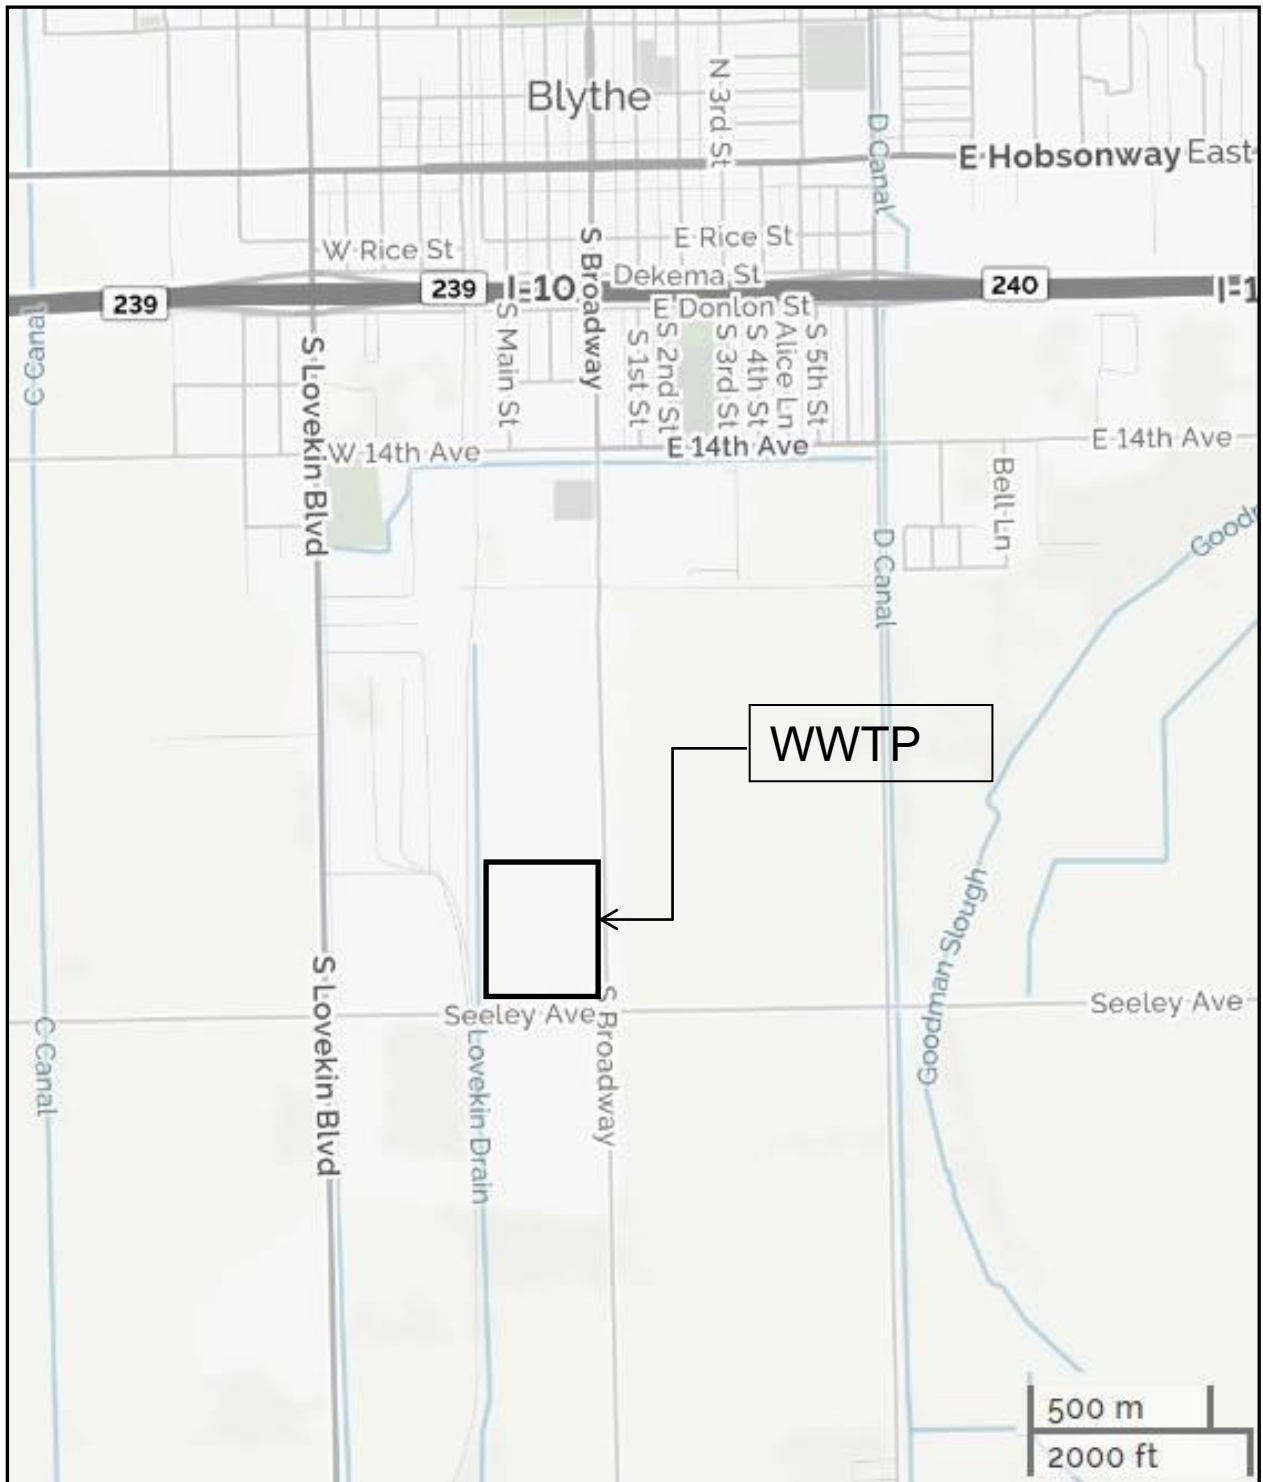 Blythe
N 3rd St
D Canal
E Hobsonway East
S Broadway
E Rice St
W Rice St
Dekema St
239
239
I-10
240
I-1
E Donlon St
C Canal
S Lovekin Blvd
S Main St
S 1st St
S 2nd St
S 3rd St
S 4th St
Alice Ln
S 5th St
W 14th Ave
E 14th Ave
E 14th Ave
Bell Ln
Goodr
D Canal
WWTP
Goodman Slough
S Lovekin Blvd
Seeley Ave
S Broadway
Seeley Ave
C Canal
Lovekin Drain
500 m
2000 ft